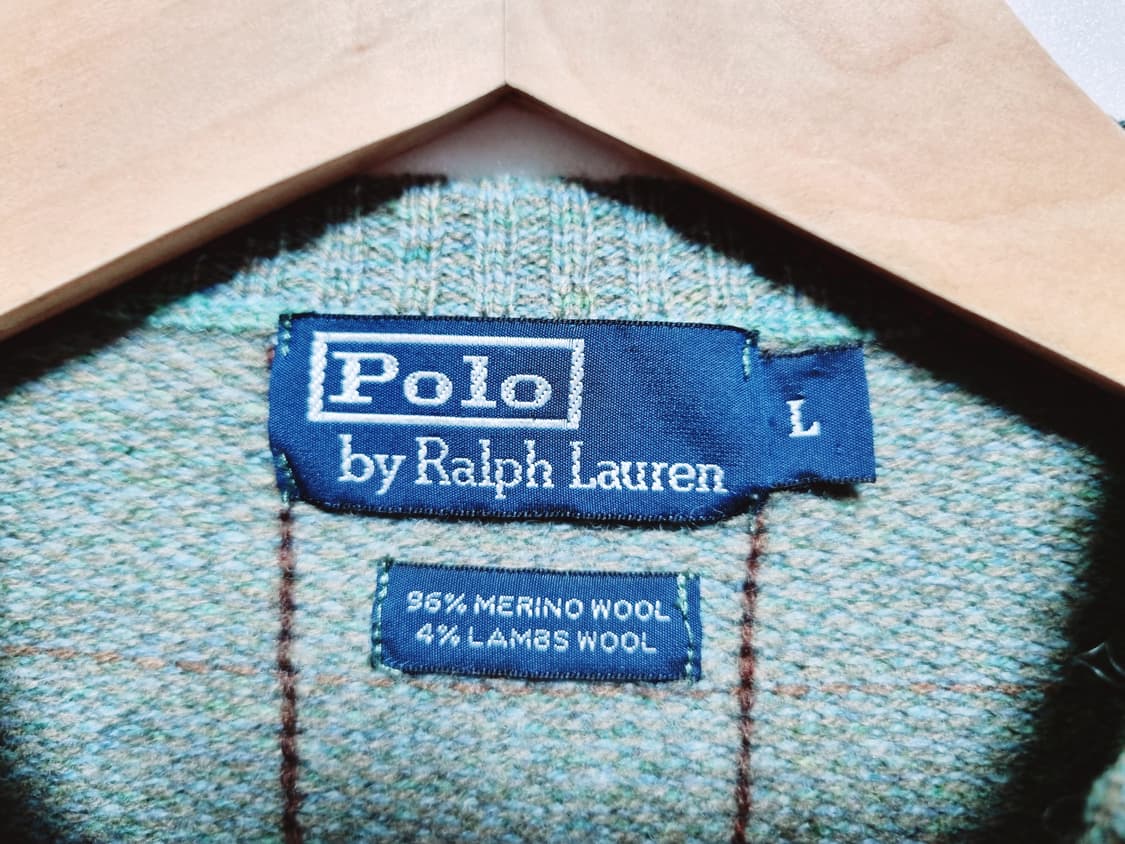 Polo
by Ralph Lauren
L
96% MERINO WOOL
4% LAMBS WOOL